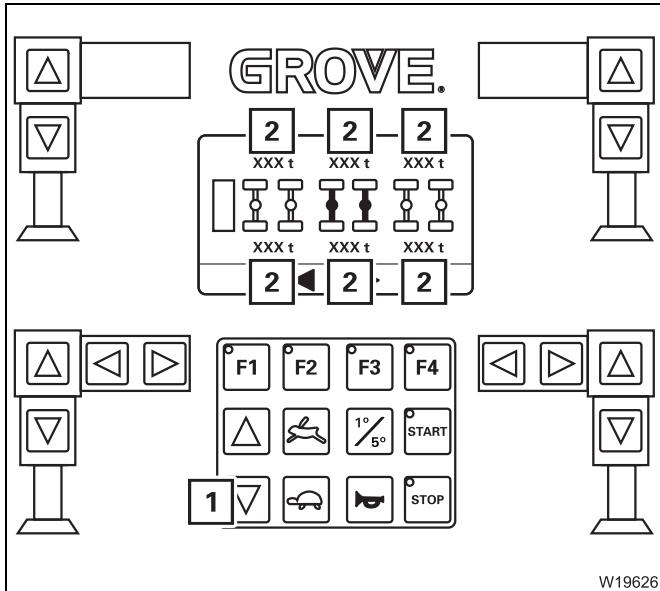 GROVE®
2 2 2
XXX t XXX t XXX t
XXX t XXX t XXX t
2 2 2
F1 F2 F3 F4
1°/5° START
1 STOP
W19626